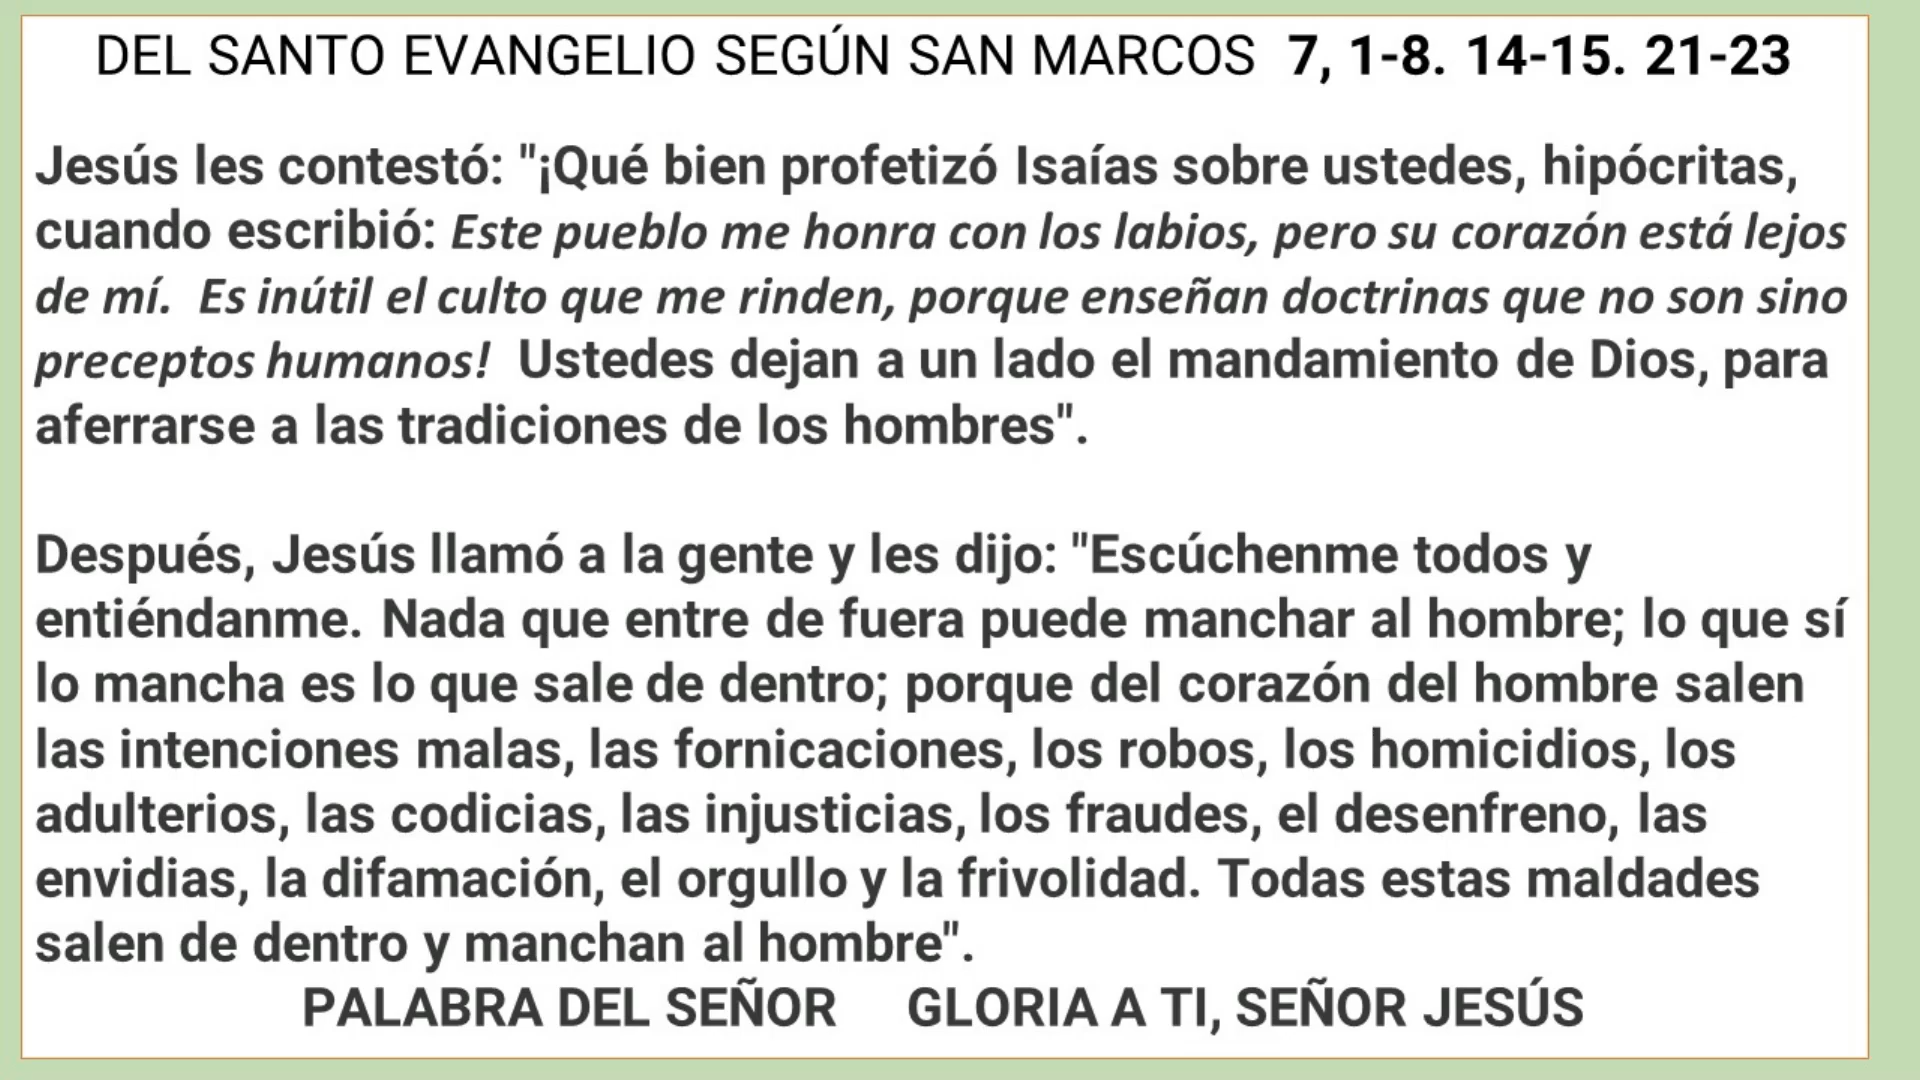 DEL SANTO EVANGELIO SEGÚN SAN MARCOS 7, 1-8. 14-15. 21-23
Jesús les contestó: "¡Qué bien profetizó Isaías sobre ustedes, hipócritas,
cuando escribió: Este pueblo me honra con los labios, pero su corazón está lejos
de mí. Es inútil el culto que me rinden, porque enseñan doctrinas que no son sino
preceptos humanos! Ustedes dejan a un lado el mandamiento de Dios, para
aferrarse a las tradiciones de los hombres".
Después, Jesús llamó a la gente y les dijo: "Escúchenme todos y
entiéndanme. Nada que entre de fuera puede manchar al hombre; lo que sí
lo mancha es lo que sale de dentro; porque del corazón del hombre salen
las intenciones malas, las fornicaciones, los robos, los homicidios, los
adulterios, las codicias, las injusticias, los fraudes, el desenfreno, las
envidias, la difamación, el orgullo y la frivolidad. Todas estas maldades
salen de dentro y manchan al hombre".
PALABRA DEL SEÑOR GLORIA A TI, SEÑOR JESÚS